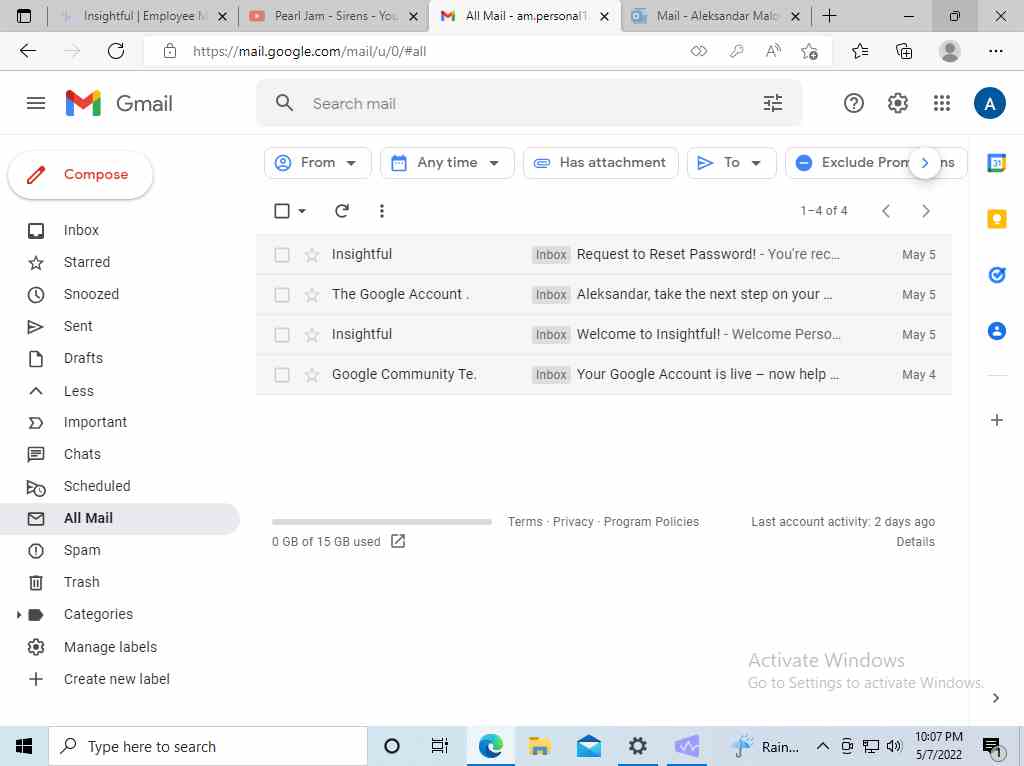 Insightful | Employee M
Pearl Jam - Sirens - You
All Mail - am.personal1
Mail - Aleksandar Malov
https://mail.google.com/mail/u/0/#all
Gmail
Search mail
A
Compose
From
Any time
Has attachment
To
Exclude Prom ns
31
1–4 of 4
Inbox
Starred
Snoozed
Sent
Drafts
Less
Important
Chats
Scheduled
All Mail
Spam
Trash
Categories
Manage labels
Create new label
Insightful Inbox Request to Reset Password! - You're rec... May 5
The Google Account . Inbox Aleksandar, take the next step on your ... May 5
Insightful Inbox Welcome to Insightful! - Welcome Perso... May 5
Google Community Te. Inbox Your Google Account is live – now help ... May 4
0 GB of 15 GB used
Terms · Privacy · Program Policies
Last account activity: 2 days ago
Details
Activate Windows
Go to Settings to activate Windows.
Type here to search
Rain...
10:07 PM
5/7/2022
1